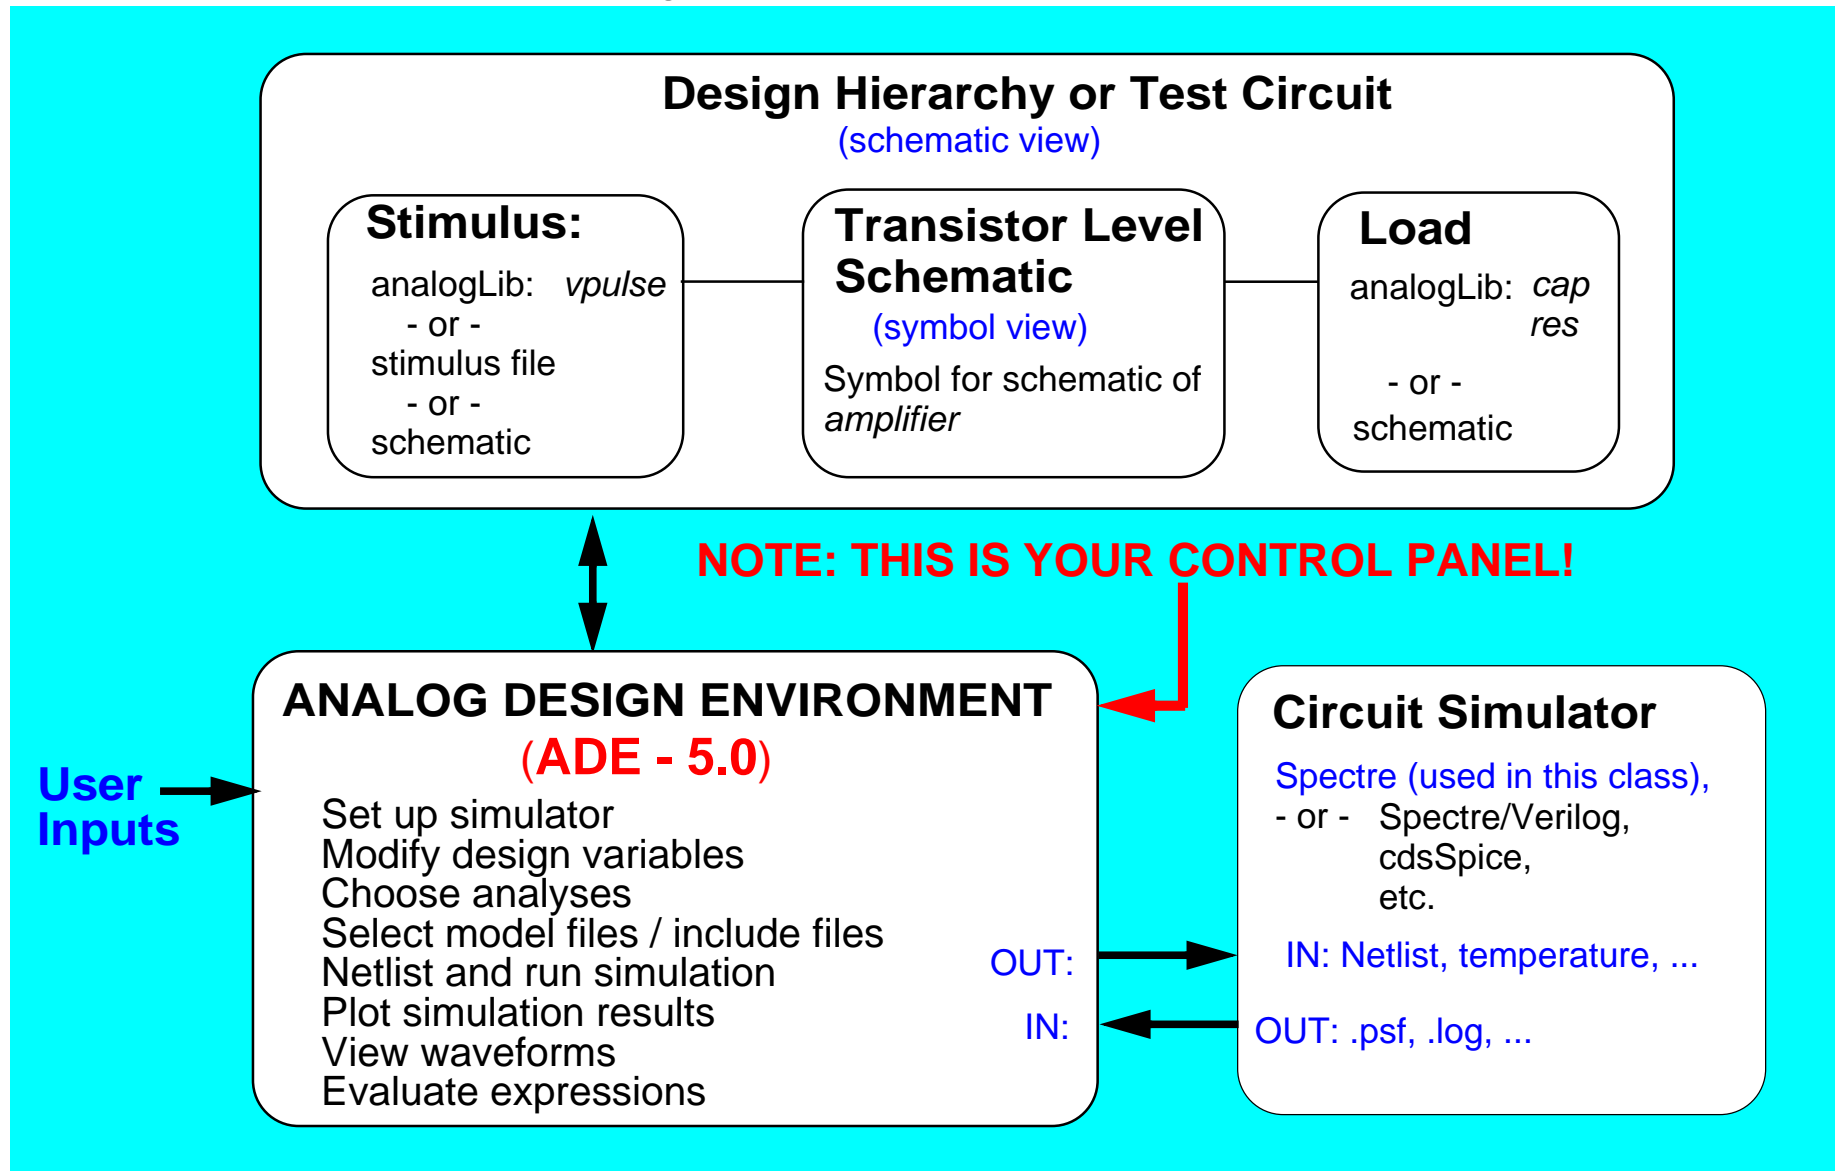 Design Hierarchy or Test Circuit
(schematic view)
Stimulus:
analogLib: vpulse
- or -
stimulus file
- or -
schematic
Transistor Level
Schematic
(symbol view)
Symbol for schematic of
amplifier
Load
analogLib: cap
res
- or -
schematic
NOTE: THIS IS YOUR CONTROL PANEL!
User
Inputs
ANALOG DESIGN ENVIRONMENT
(ADE - 5.0)
Set up simulator
Modify design variables
Choose analyses
Select model files / include files
Netlist and run simulation
Plot simulation results
View waveforms
Evaluate expressions
OUT:
IN:
Circuit Simulator
Spectre (used in this class),
- or - Spectre/Verilog,
cdsSpice,
etc.
IN: Netlist, temperature, ...
OUT: .psf, .log, ...